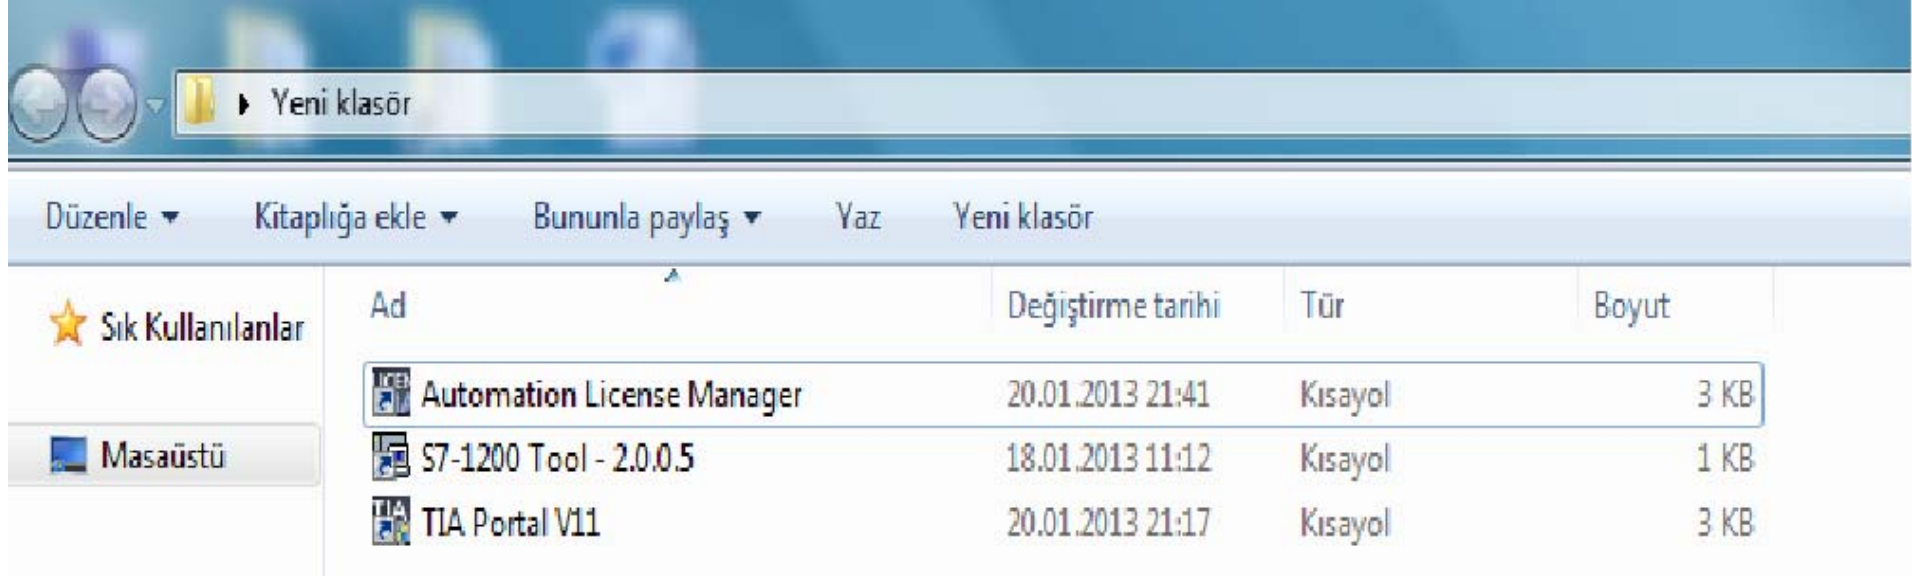 Yeni klasör
Düzenle Kitaplığa ekle Bununla paylaş Yaz Yeni klasör
Sık Kullanılanlar
Masaüstü
Ad Değiştirme tarihi Tür Boyut
Automation License Manager 20.01.2013 21:41 Kısayol 3 KB
S7-1200 Tool - 2.0.0.5 18.01.2013 11:12 Kısayol 1 KB
TIA Portal V11 20.01.2013 21:17 Kısayol 3 KB